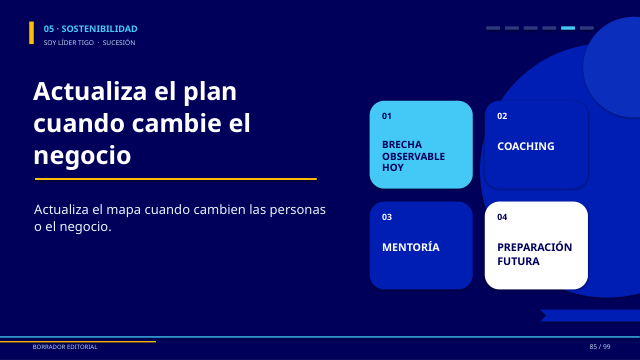 05 · SOSTENIBILIDAD
SOY LÍDER TIGO · SUCESIÓN
Actualiza el plan
cuando cambie el
negocio
Actualiza el mapa cuando cambien las personas
o el negocio.
01
BRECHA
OBSERVABLE
HOY
02
COACHING
03
MENTORÍA
04
PREPARACIÓN
FUTURA
BORRADOR EDITORIAL
85 / 99